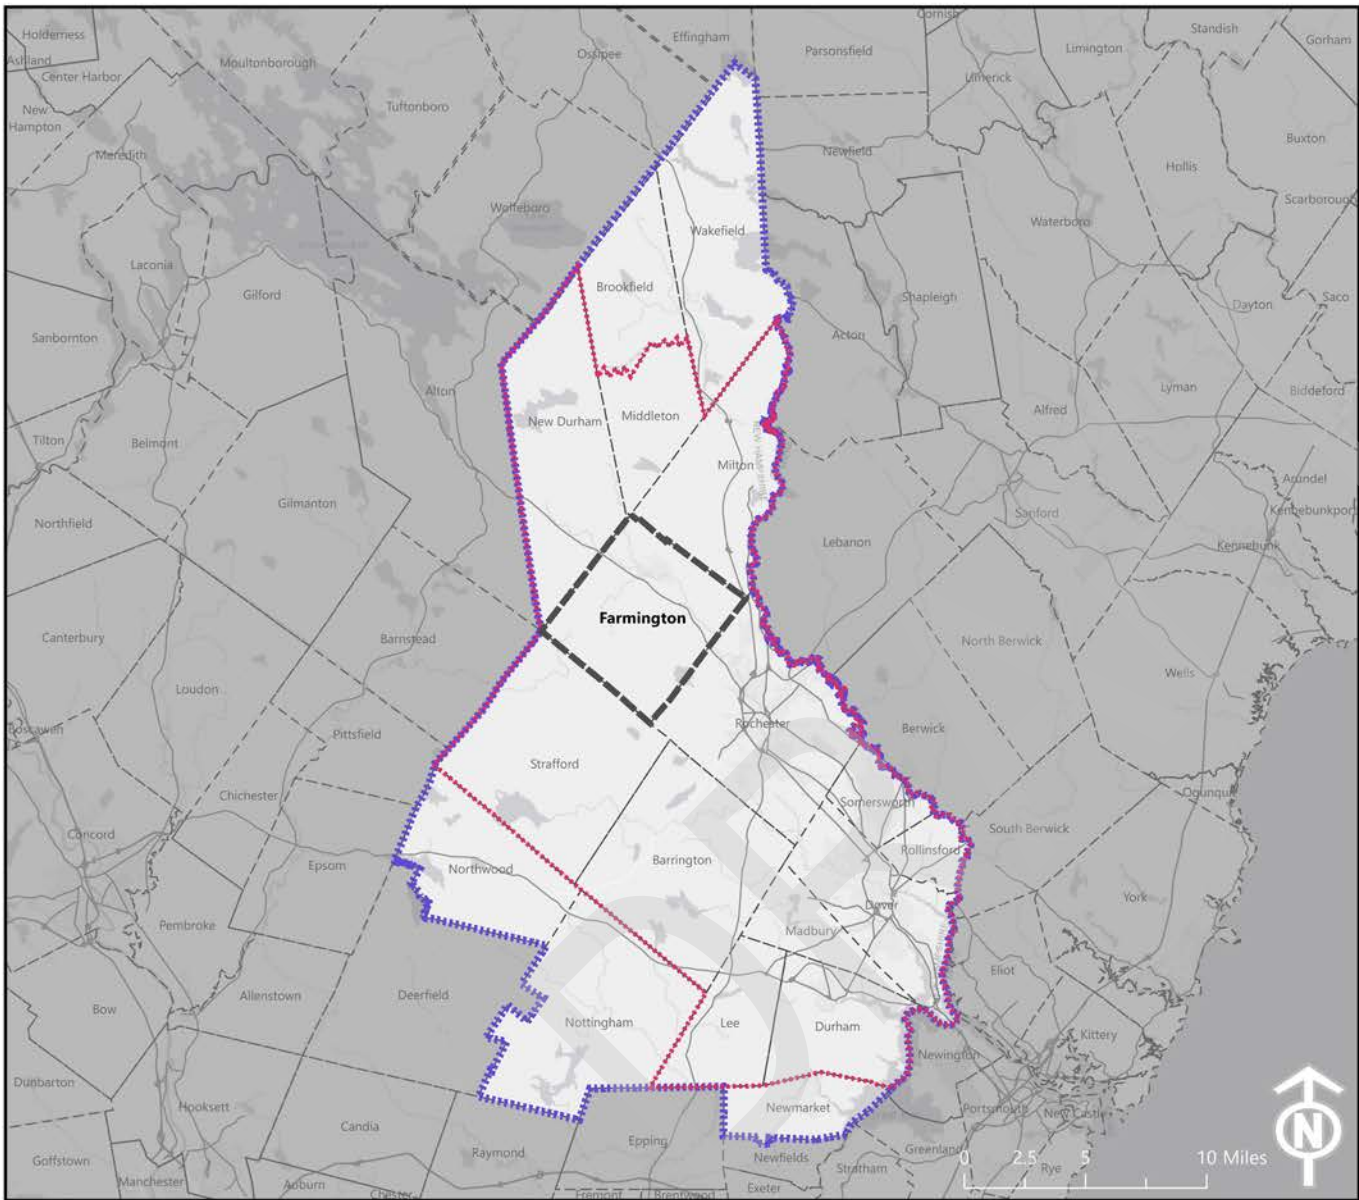 Cornish
Standish
Holderness
Effingham
Gorham
Parsonsfield
Limington
Ossipee
Ashland
Moultonborough
Center Harbor
Limerick
Tuftonboro
New
Hampton
Buxton
Meredith
Newfield
Hollis
Scarborough
Wolfeboro
Waterboro
Wakefield
Laconia
Brookfield
Gilford
Shapleigh
Saco
Dayton
Sanbornton
Acton
Alton
Lyman
Biddeford
Alfred
Middleton
New Durham
Tilton
Belmont
Milton
Arundel
Gilmanton
Kennebunkport
Sanford
Northfield
Lebanon
Kennebunk
Farmington
Canterbury
Barnstead
North Berwick
Wells
Loudon
Rochester
Boscawen
Berwick
Pittsfield
Strafford
Ogunquit
Chichester
Somersworth
South Berwick
Concord
Rollinsford
Barrington
Epsom
Northwood
York
Dover
Pembroke
Madbury
Eliot
Allenstown
Deerfield
Bow
Nottingham
Lee
Durham
Kittery
Newington
Dunbarton
Hooksett
Newmarket
Portsmouth
New Castle
Candia
Epping
Raymond
Greenland
Newfields
Goffstown
Stratham
Rye
0 2.5 5 10 Miles
Manchester
Auburn
Chester
Fremont
Brentwood
Exeter
N